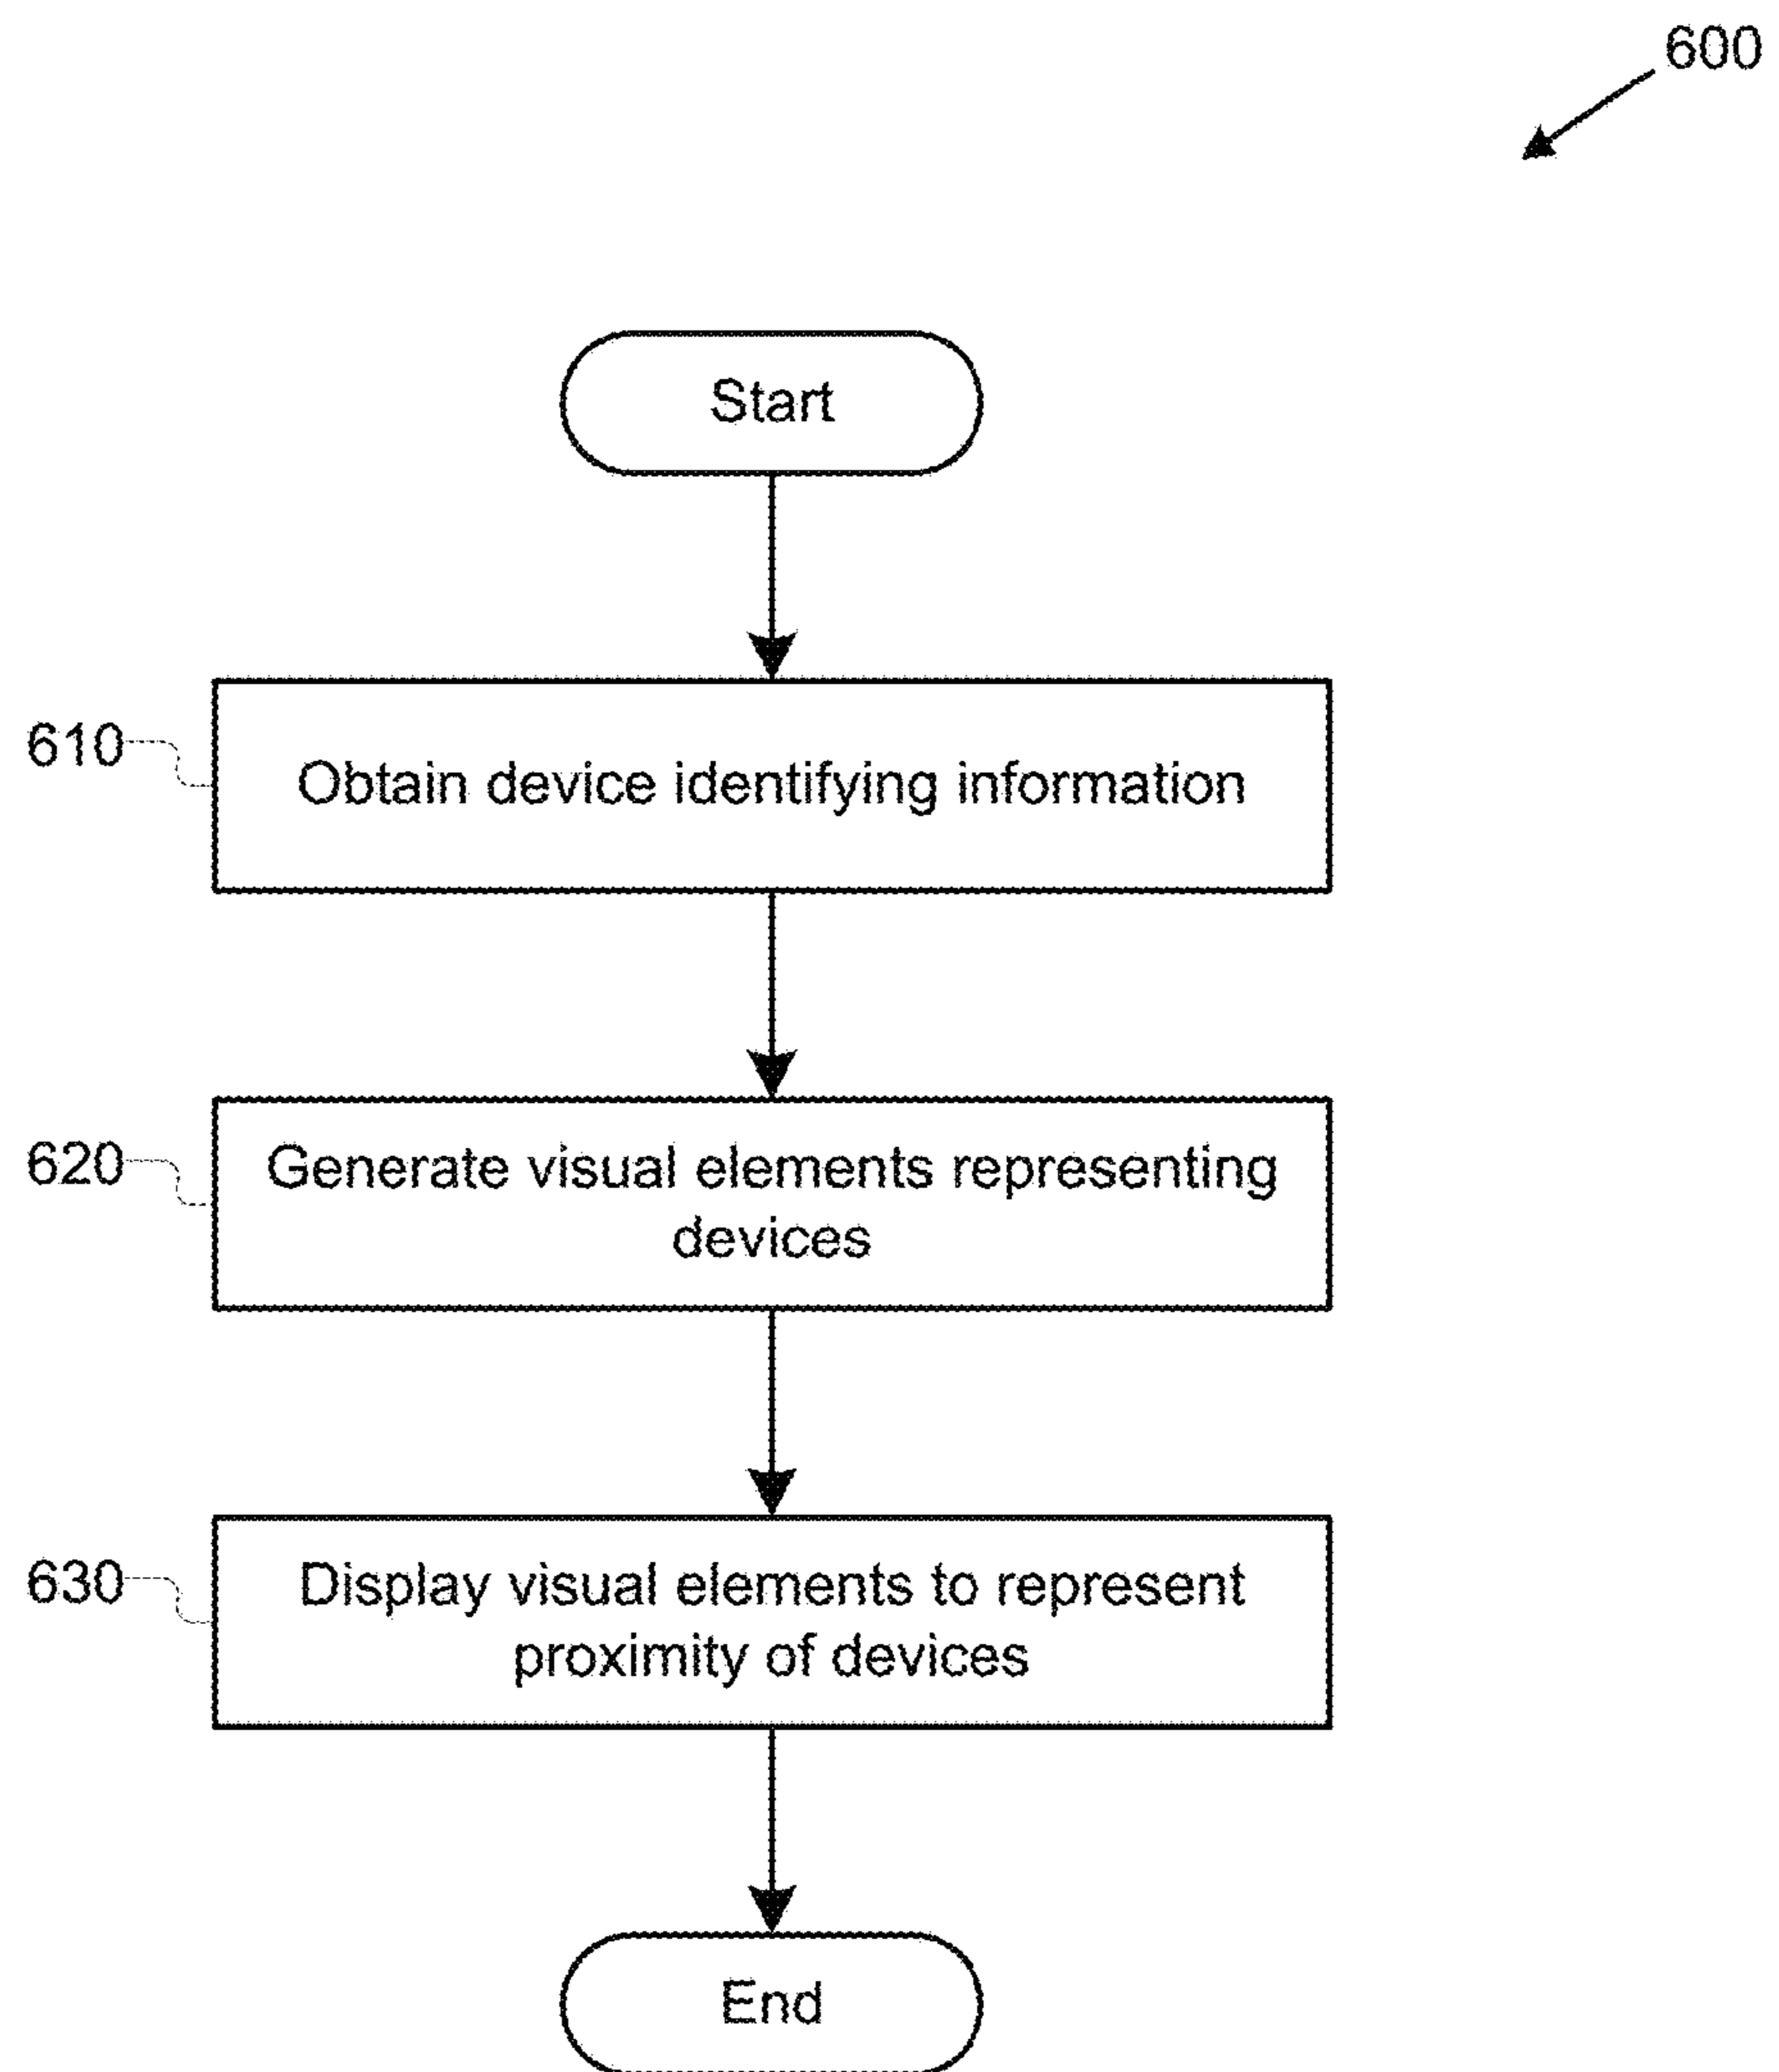 600
Start
610
Obtain device identifying information
620
Generate visual elements representing
devices
630
Display visual elements to represent
proximity of devices
End